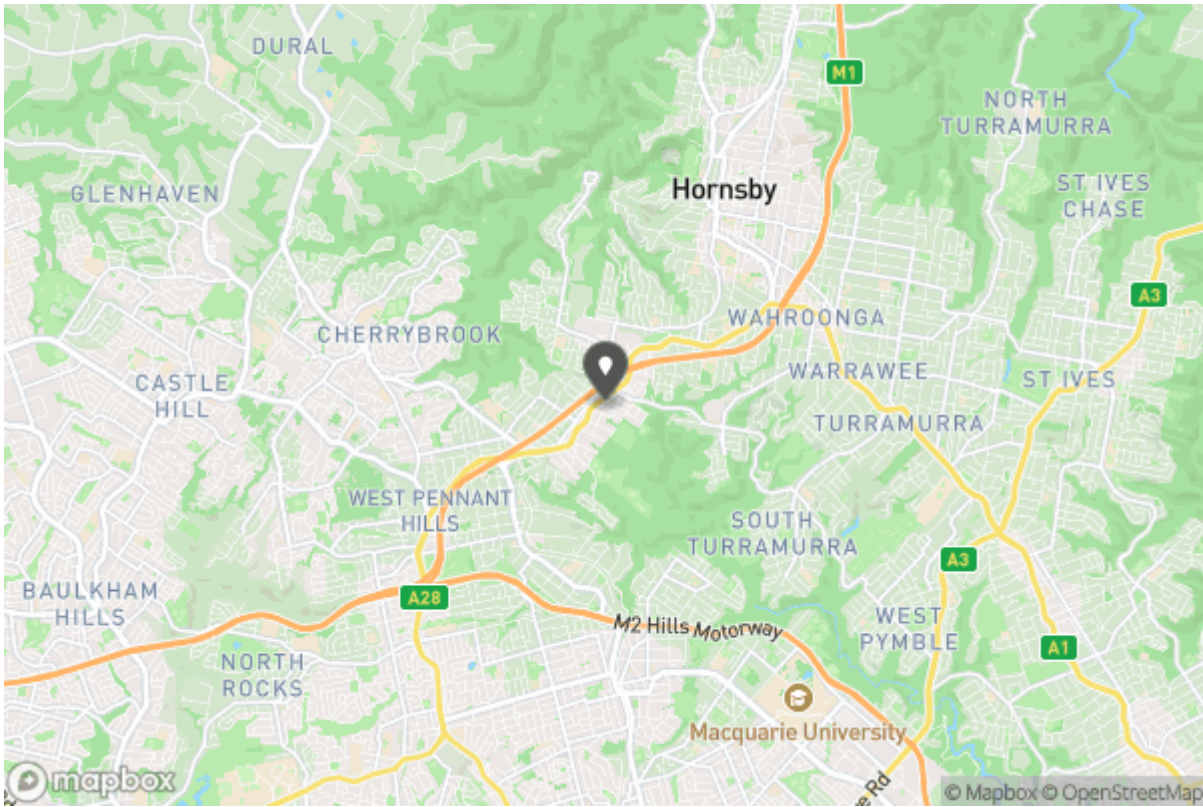 DURAL
M1
NORTH
TURRAMURRA
GLENHAVEN
Hornsby
ST IVES
CHASE
A3
WAHROONGA
CHERRYBROOK
CASTLE
HILL
WARRAWEE
ST IVES
TURRAMURRA
WEST PENNANT
HILLS
SOUTH
TURRAMURRA
A3
BAULKHAM
HILLS
A28
M2 Hills Motorway
WEST
PYMBLE
A1
NORTH
ROCKS
Macquarie University
Rd
mapbox
© Mapbox © OpenStreetMap